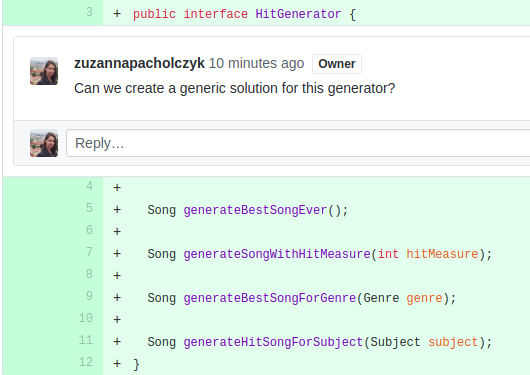 3 + public interface HitGenerator {
zuzannapacholczyk 10 minutes ago Owner
Can we create a generic solution for this generator?
Reply...
4 +
5 + Song generateBestSongEver();
6 +
7 + Song generateSongWithHitMeasure(int hitMeasure);
8 +
9 + Song generateBestSongForGenre(Genre genre);
10 +
11 + Song generateHitSongForSubject(Subject subject);
12 + }